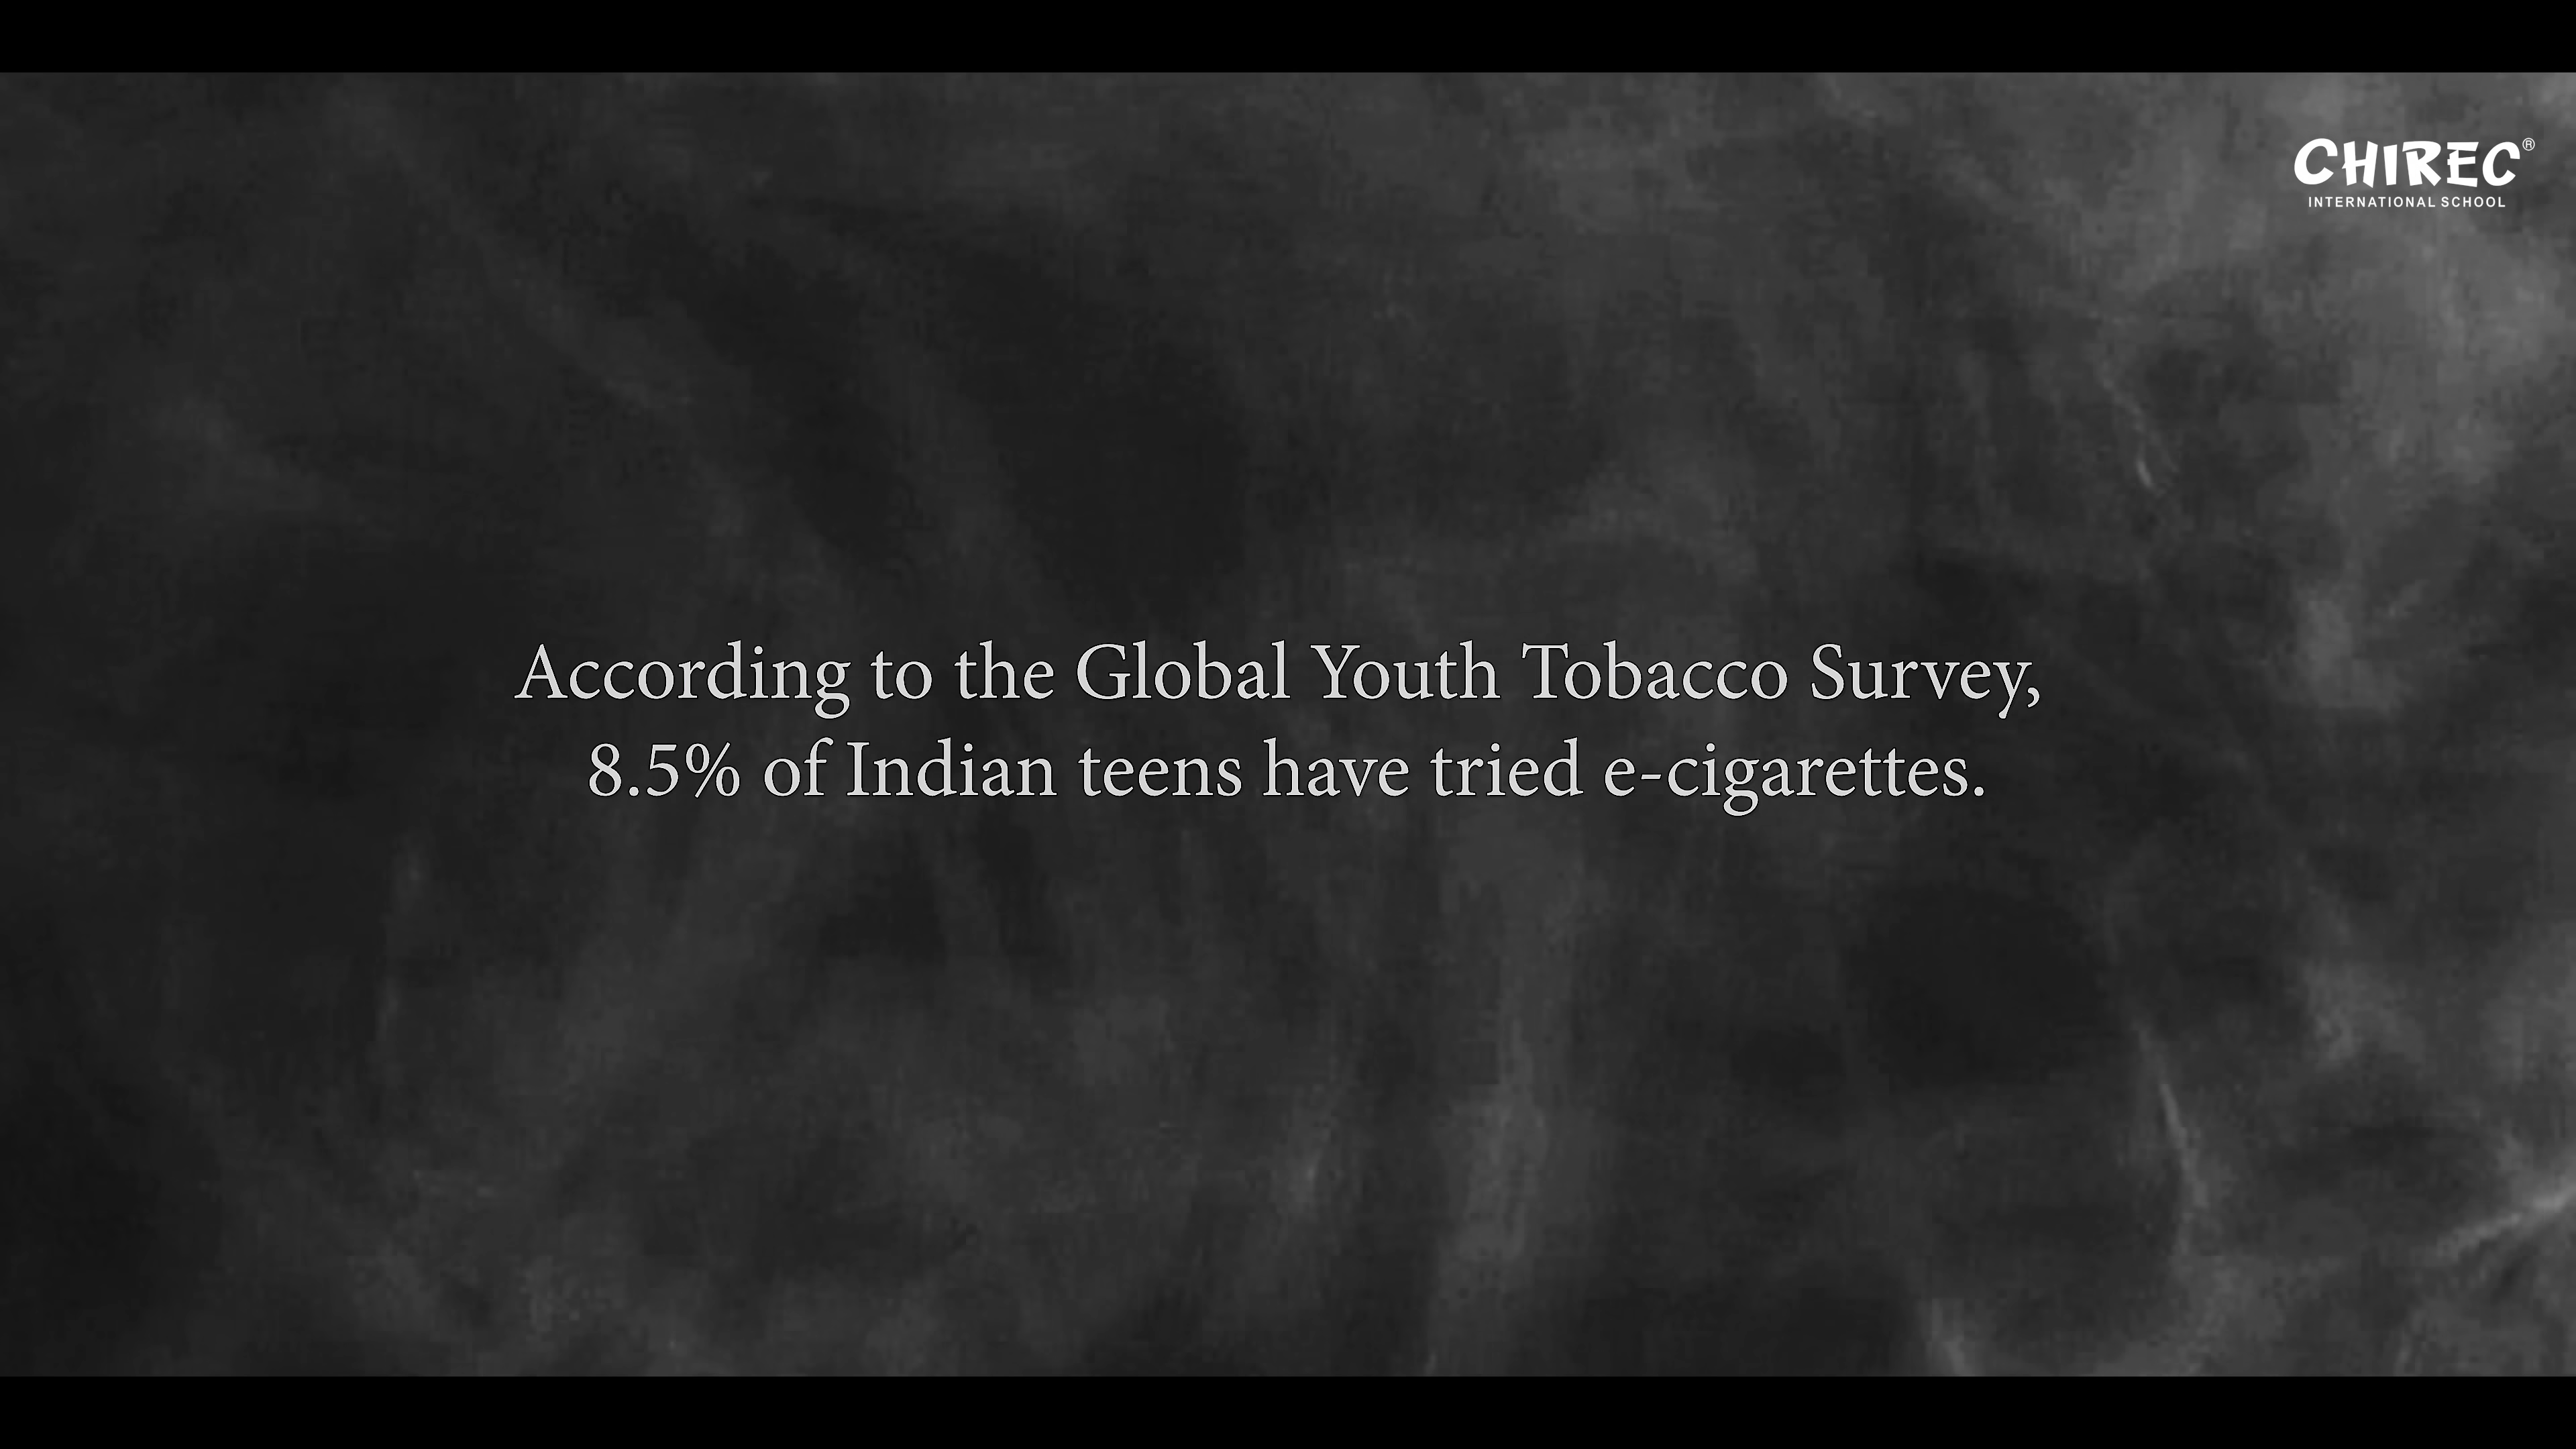 CHIREC®
INTERNATIONAL SCHOOL
According to the Global Youth Tobacco Survey,
8.5% of Indian teens have tried e-cigarettes.